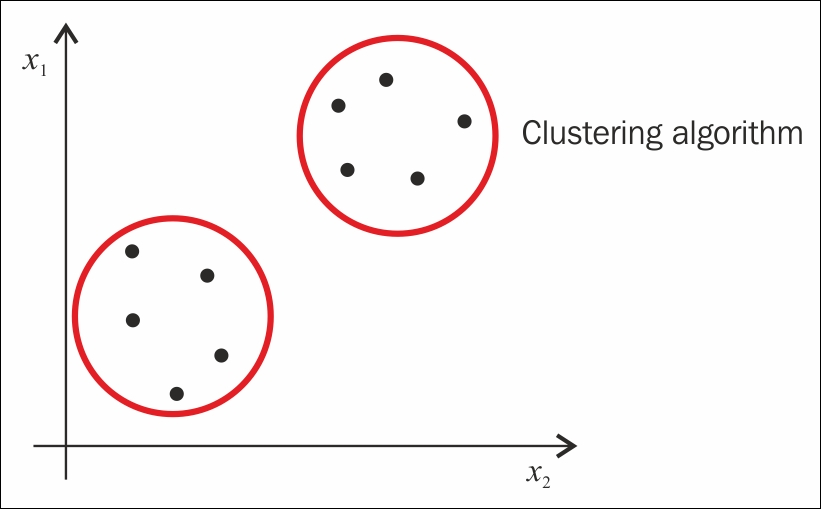 x₁
Clustering algorithm
x₂